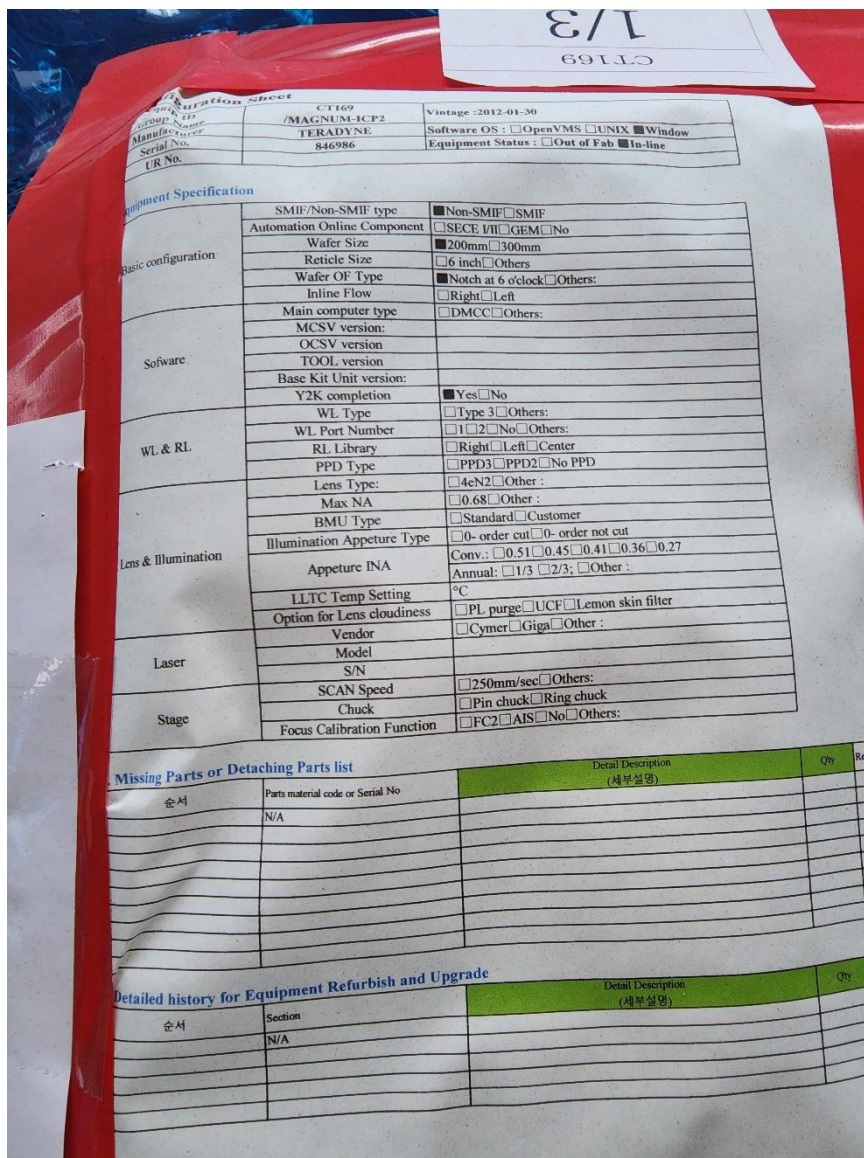 1/3
CT169
uration Sheet
Equip ID CT169 Vintage :2012-01-30
Group Name /MAGNUM-ICP2
Manufacturer TERADYNE Software OS : □OpenVMS □UNIX ■Window
Serial No. 846986 Equipment Status : □Out of Fab ■In-line
UR No.
quipment Specification
Basic configuration
SMIF/Non-SMIF type ■Non-SMIF□SMIF
Automation Online Component □SECE I/II□GEM□No
Wafer Size ■200mm□300mm
Reticle Size □6 inch□Others
Wafer OF Type ■Notch at 6 o'clock□Others:
Inline Flow □Right□Left
Sofware
Main computer type □DMCC□Others:
MCSV version:
OCSV version
TOOL version
Base Kit Unit version:
Y2K completion ■Yes□No
WL & RL
WL Type □Type 3□Others:
WL Port Number □1□2□No□Others:
RL Library □Right□Left□Center
PPD Type □PPD3□PPD2□No PPD
Lens & Illumination
Lens Type: □4eN2□Other :
Max NA □0.68□Other :
BMU Type □Standard□Customer
Illumination Appeture Type □0- order cut□0- order not cut
Appeture INA Conv.: □0.51□0.45□0.41□0.36□0.27
Annual: □1/3 □2/3; □Other :
LLTC Temp Setting °C
Option for Lens cloudiness □PL purge□UCF□Lemon skin filter
Laser
Vendor □Cymer□Giga□Other :
Model
S/N
Stage
SCAN Speed □250mm/sec□Others:
Chuck □Pin chuck□Ring chuck
Focus Calibration Function □FC2□AIS□No□Others:
. Missing Parts or Detaching Parts list
순서 Parts material code or Serial No Detail Description Qty Re
(세부설명)
N/A
Detailed history for Equipment Refurbish and Upgrade
순서 Section Detail Description Qty
(세부설명)
N/A